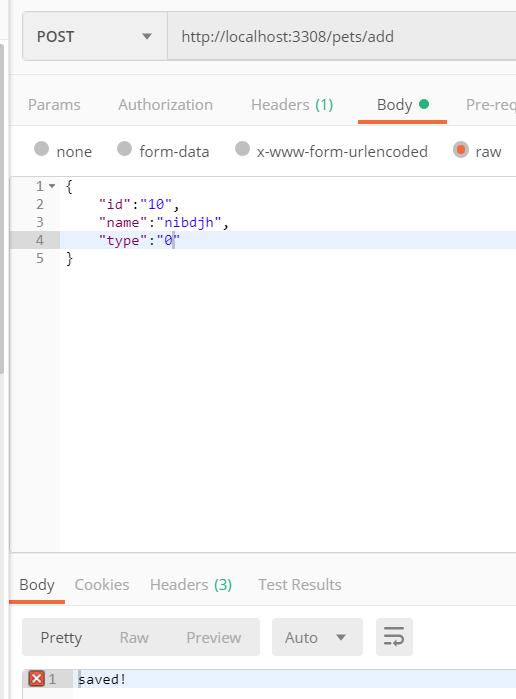 POST http://localhost:3308/pets/add
Params Authorization Headers (1) Body Pre-req
none form-data x-www-form-urlencoded raw
1 {
2 "id":"10",
3 "name":"nibdjh",
4 "type":"0"
5 }
Body Cookies Headers (3) Test Results
Pretty Raw Preview Auto
1 saved!